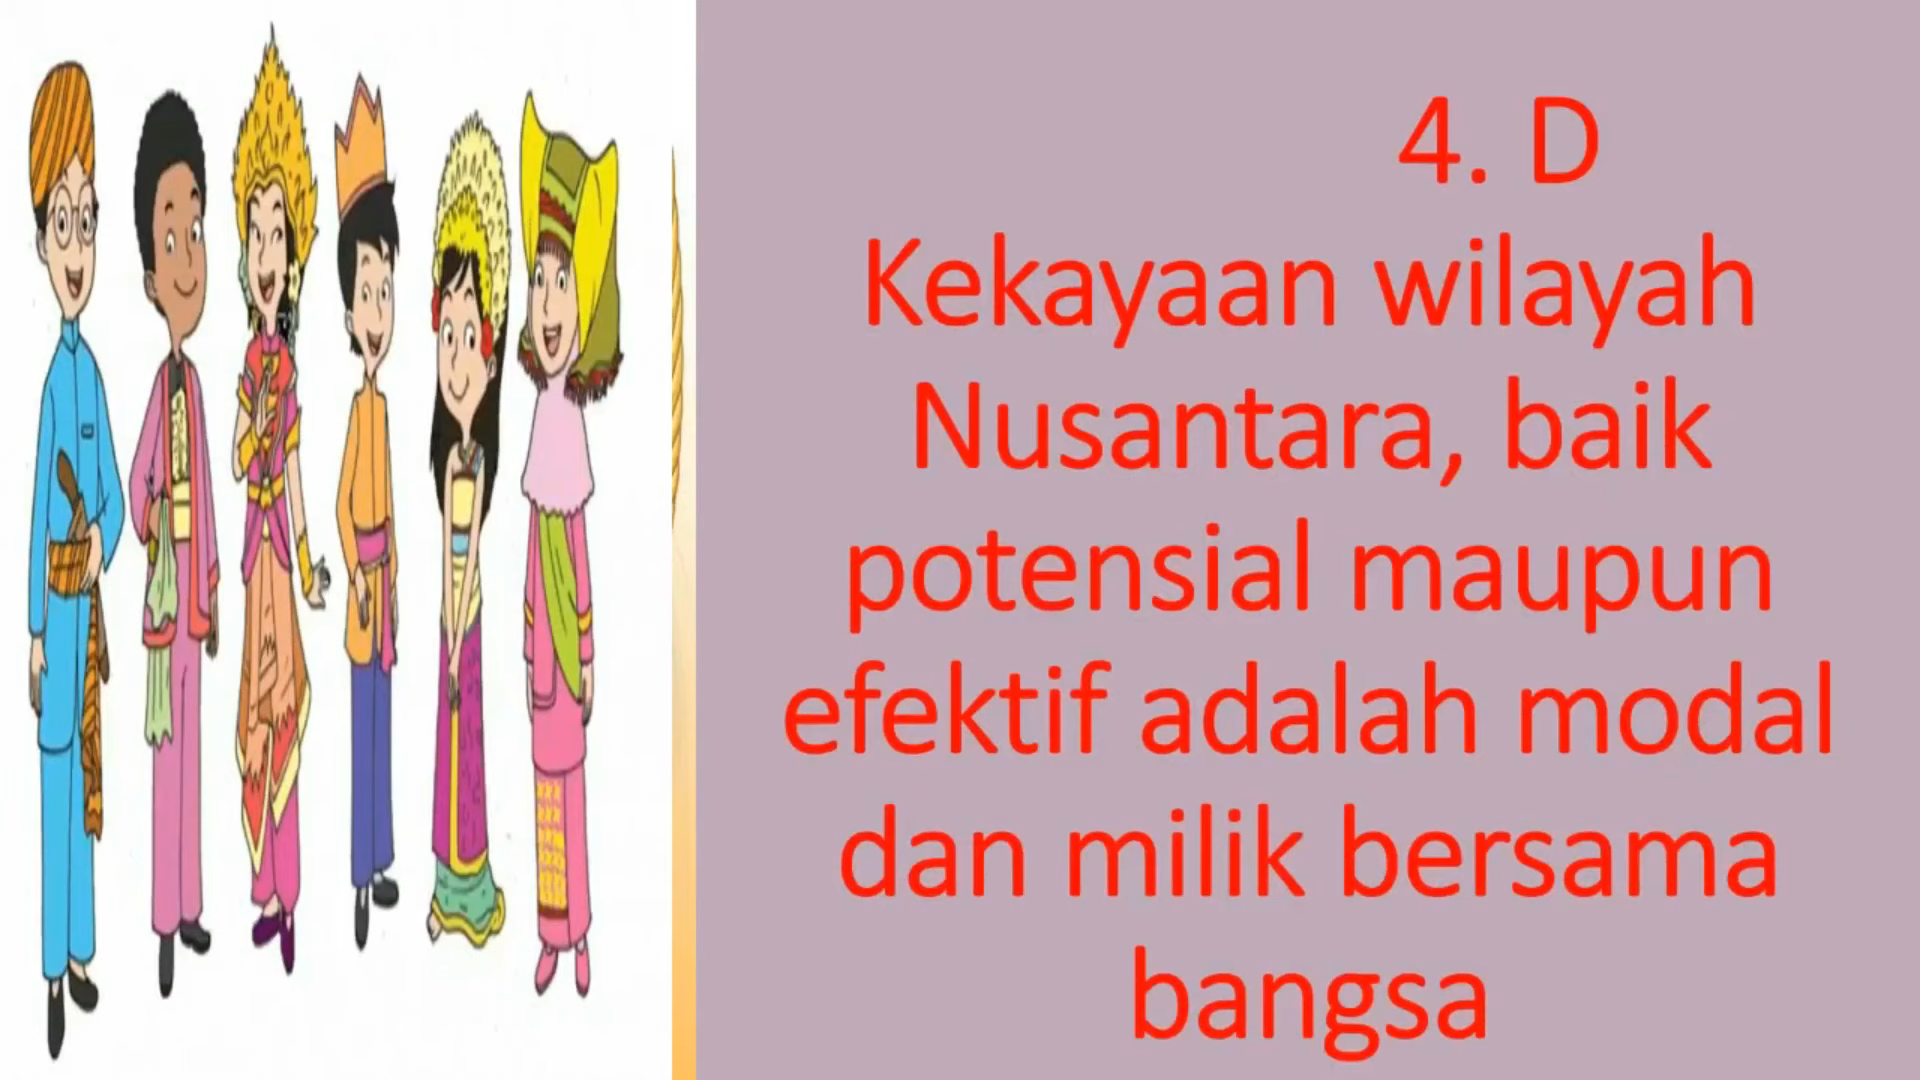 4. D
Kekayaan wilayah
Nusantara, baik
potensial maupun
efektif adalah modal
dan milik bersama
bangsa